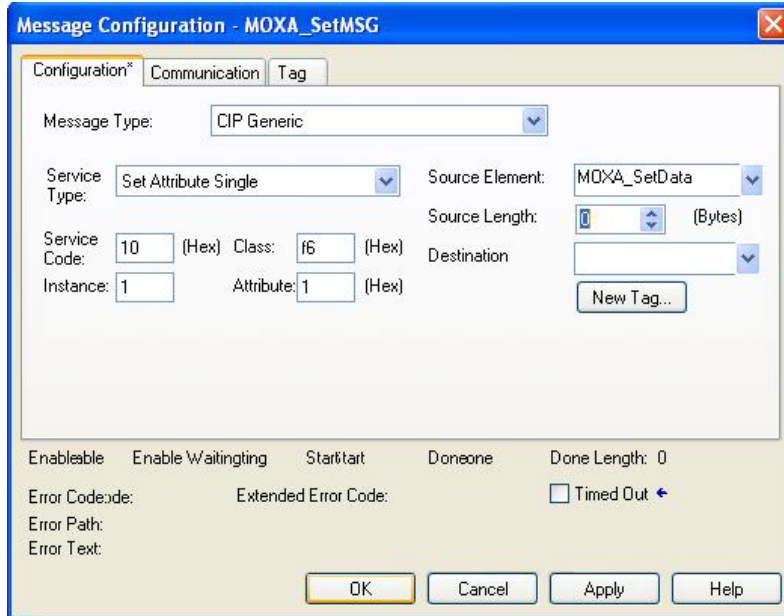 Message Configuration - MOXA_SetMSG
Configuration* Communication Tag
Message Type: CIP Generic
Service Type: Set Attribute Single
Source Element: MOXA_SetData
Source Length: 0 (Bytes)
Service Code: 10 (Hex) Class: f6 (Hex)
Destination
Instance: 1 Attribute: 1 (Hex)
New Tag...
Enableable Enable Waitingting Startstart Doneone Done Length: 0
Error Code:de: Extended Error Code: Timed Out
Error Path:
Error Text:
OK Cancel Apply Help